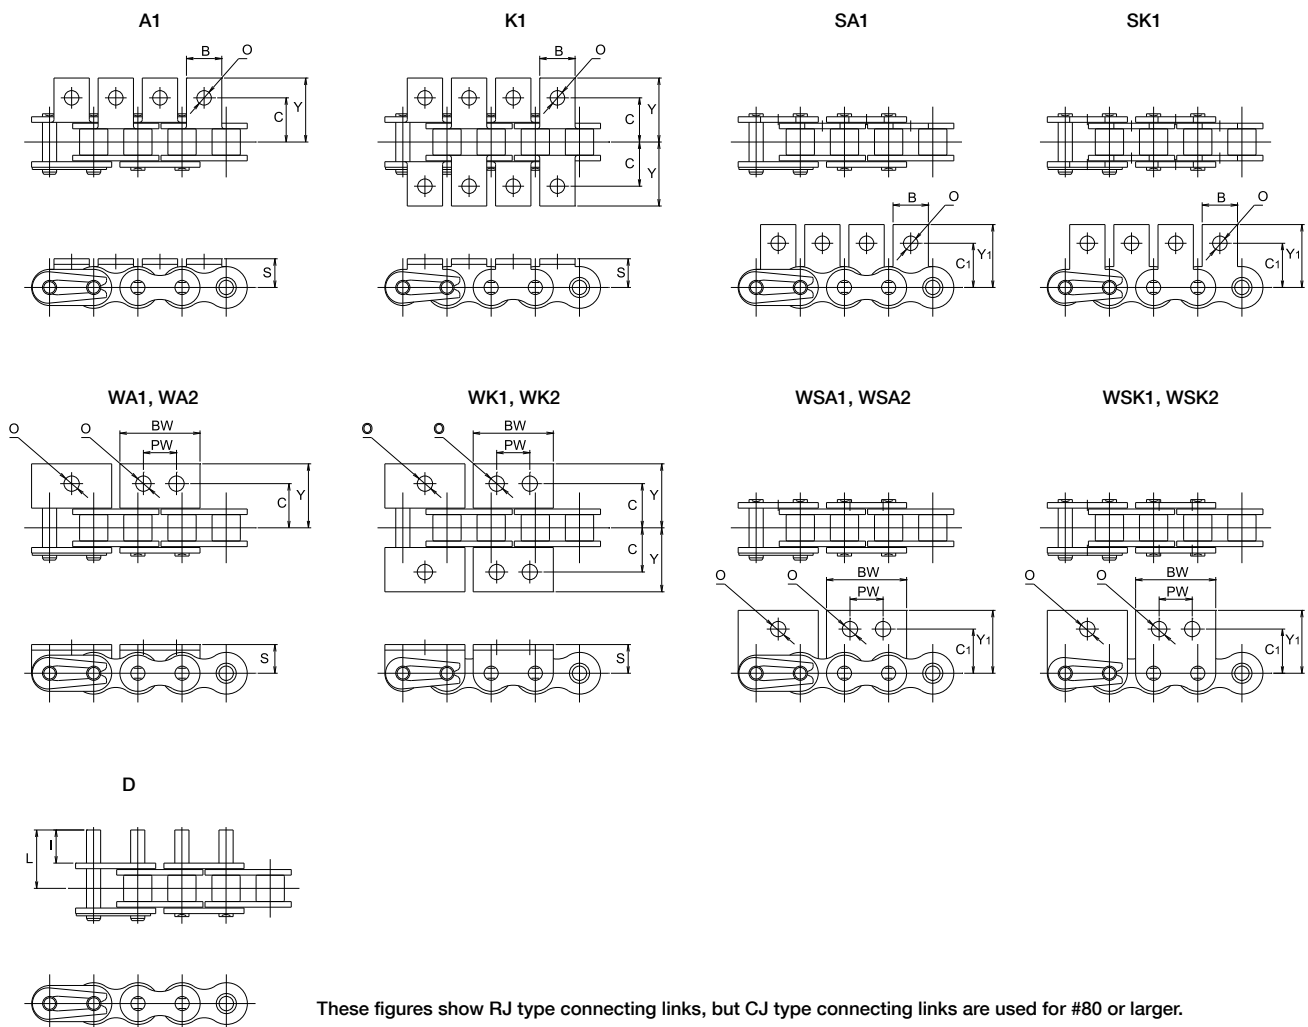 A1
K1
SA1
SK1
B O
C Y
S
B O
C Y
C Y
S
B O
C1 Y1
B O
C1 Y1
WA1, WA2
WK1, WK2
WSA1, WSA2
WSK1, WSK2
O O BW
PW
C Y
S
O O BW
PW
C Y
C Y
S
O O BW
PW
C1 Y1
O O BW
PW
C1 Y1
D
L I
These figures show RJ type connecting links, but CJ type connecting links are used for #80 or larger.